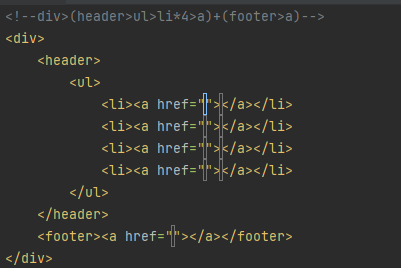 <!--div>(header>ul>li*4>a)+(footer>a)-->
<div>
    <header>
        <ul>
            <li><a href=""></a></li>
            <li><a href=""></a></li>
            <li><a href=""></a></li>
            <li><a href=""></a></li>
        </ul>
    </header>
    <footer><a href=""></a></footer>
</div>